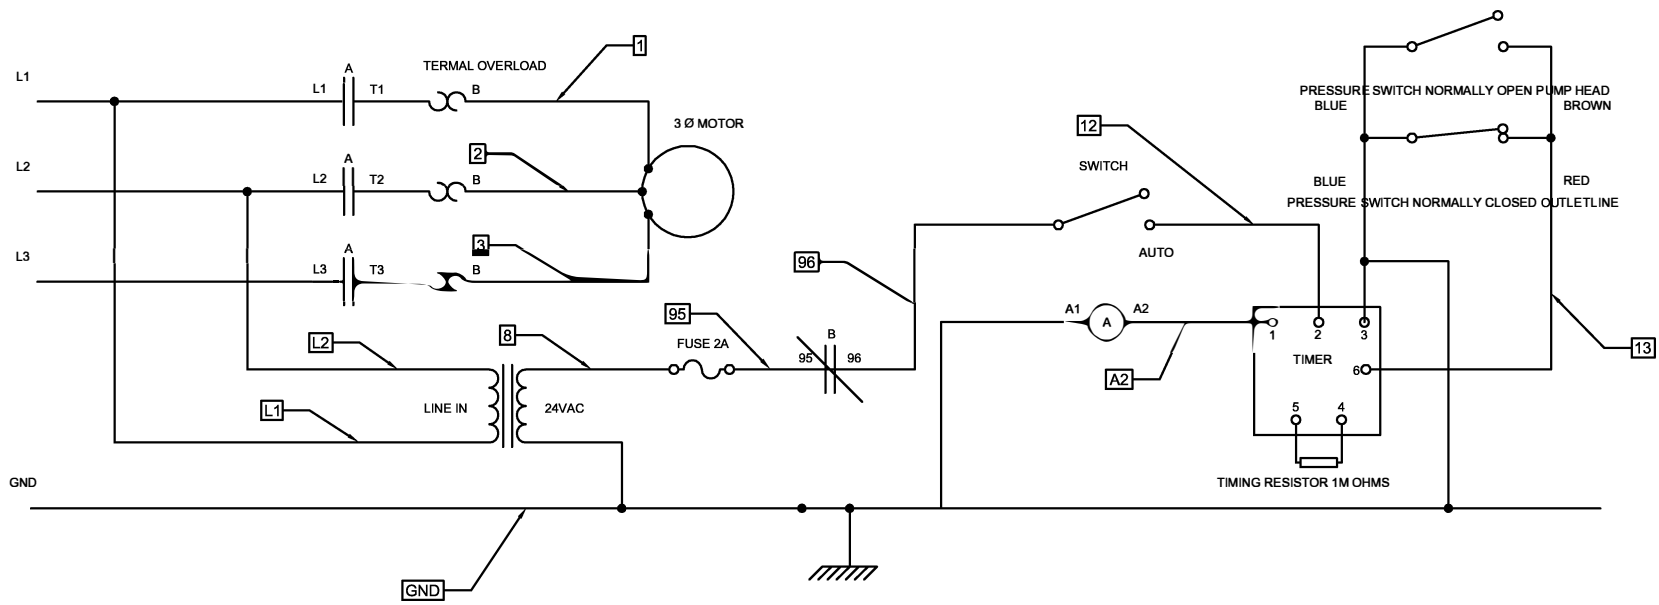 1
L1
A
TERMAL OVERLOAD
L1
T1
B
PRESSURE SWITCH NORMALLY OPEN PUMP HEAD
BLUE
BROWN
3 Ø MOTOR
12
2
L2
A
SWITCH
L2
T2
B
BLUE
RED
PRESSURE SWITCH NORMALLY CLOSED OUTLETLINE
3
L3
A
AUTO
L3
T3
B
96
95
A1
A
A2
8
L2
FUSE 2A
B
1
2
3
13
95
96
TIMER
6
A2
L1
LINE IN
24VAC
5
4
GND
TIMING RESISTOR 1M OHMS
GND